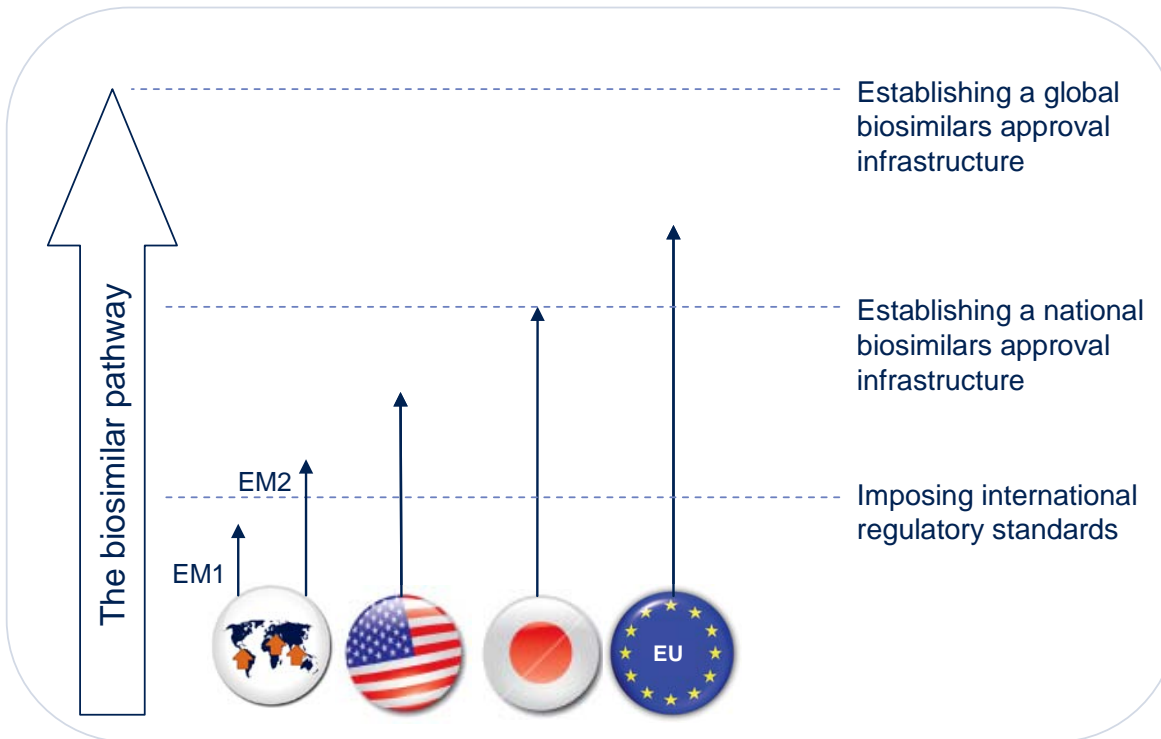 Establishing a global
biosimilars approval
infrastructure
The biosimilar pathway
Establishing a national
biosimilars approval
infrastructure
EM2
Imposing international
regulatory standards
EM1
EU